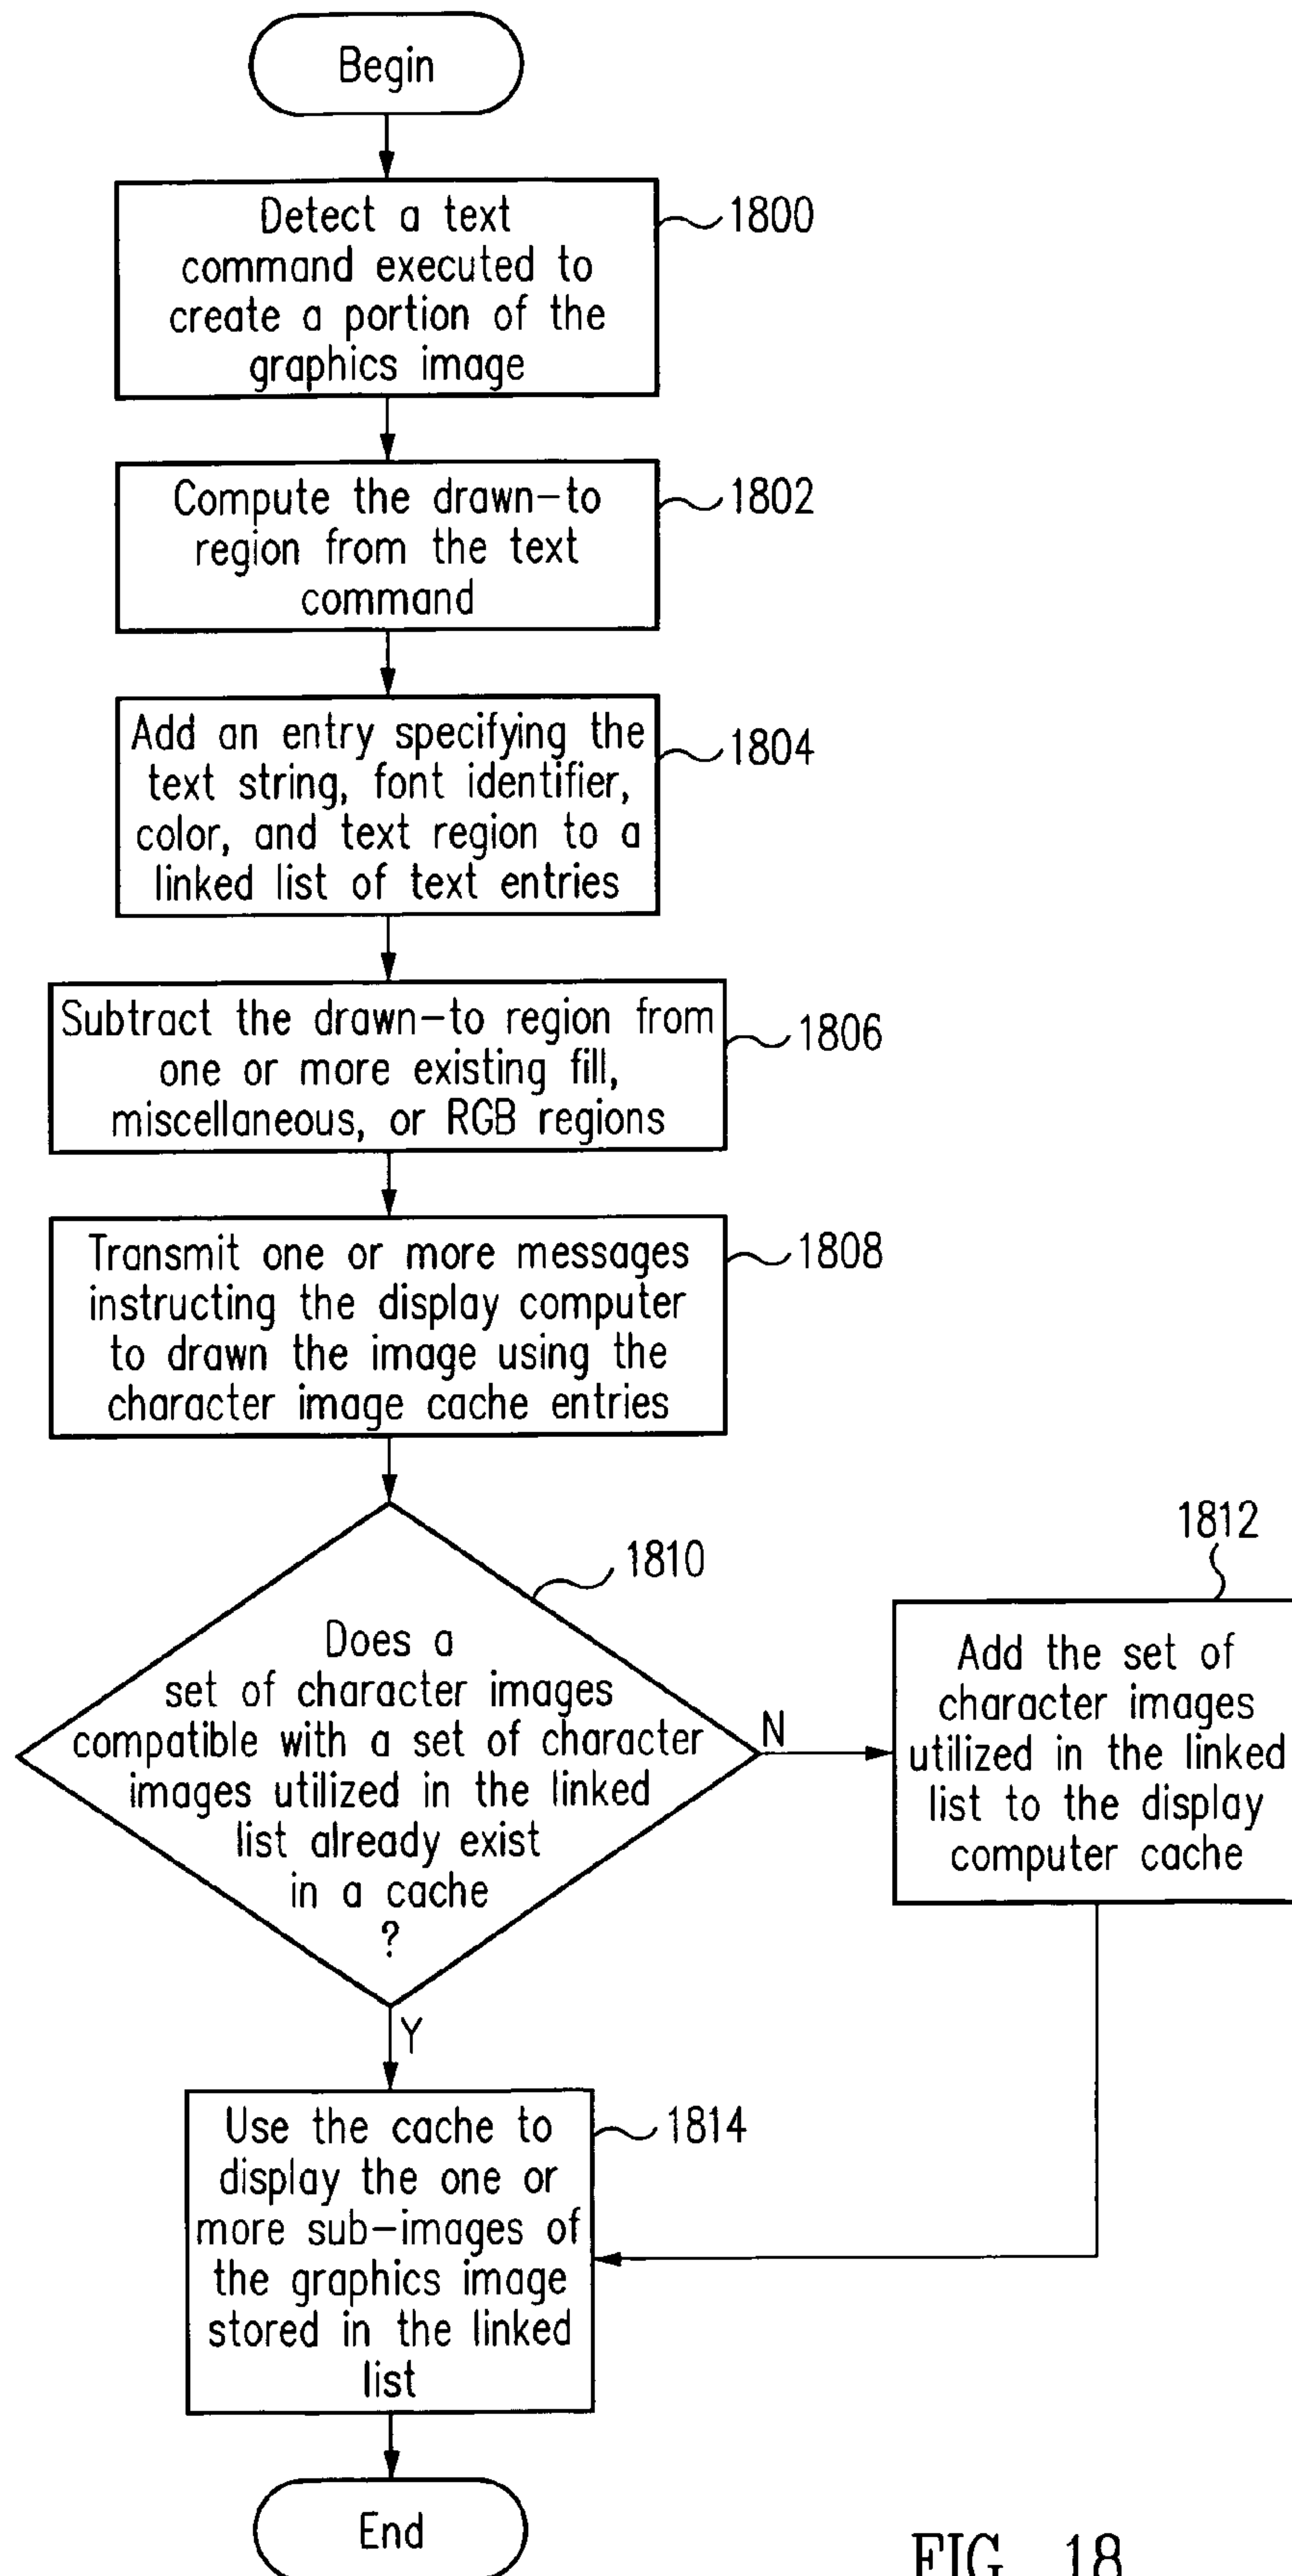 Begin
Detect a text
command executed to
create a portion of the
graphics image
1800
Compute the drawn-to
region from the text
command
1802
Add an entry specifying the
text string, font identifier,
color, and text region to a
linked list of text entries
1804
Subtract the drawn-to region from
one or more existing fill,
miscellaneous, or RGB regions
1806
Transmit one or more messages
instructing the display computer
to drawn the image using the
character image cache entries
1808
Does a
set of character images
compatible with a set of character
images utilized in the linked
list already exist
in a cache
?
1810
N
1812
Add the set of
character images
utilized in the linked
list to the display
computer cache
Y
Use the cache to
display the one or
more sub-images of
the graphics image
stored in the linked
list
1814
End
FIG. 18